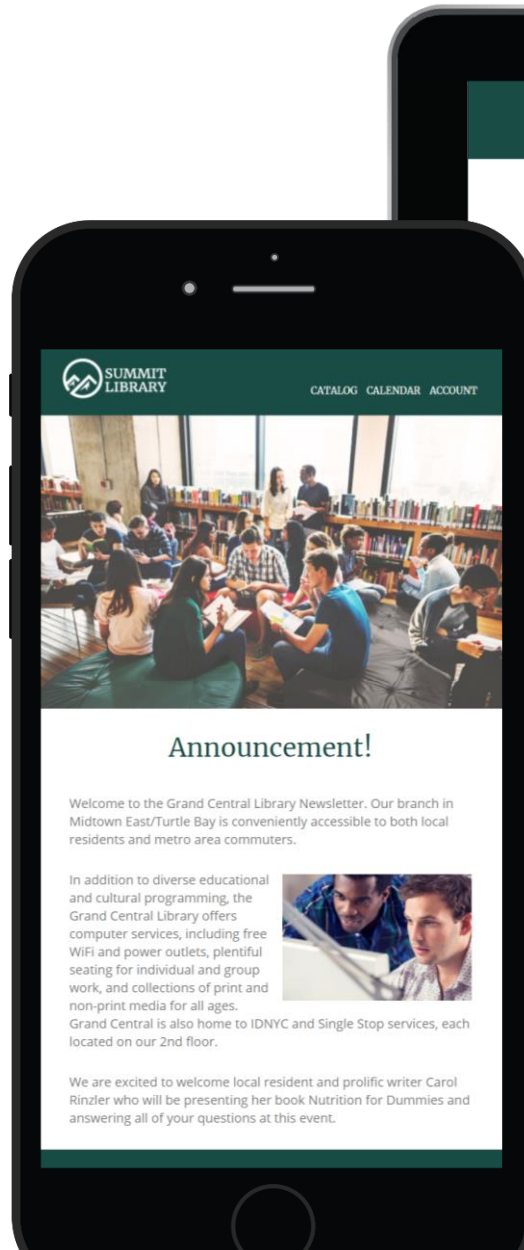 SUMMIT
LIBRARY
CATALOG CALENDAR ACCOUNT
Announcement!
Welcome to the Grand Central Library Newsletter. Our branch in
Midtown East/Turtle Bay is conveniently accessible to both local
residents and metro area commuters.
In addition to diverse educational
and cultural programming, the
Grand Central Library offers
computer services, including free
WiFi and power outlets, plentiful
seating for individual and group
work, and collections of print and
non-print media for all ages.
Grand Central is also home to IDNYC and Single Stop services, each
located on our 2nd floor.
We are excited to welcome local resident and prolific writer Carol
Rinzler who will be presenting her book Nutrition for Dummies and
answering all of your questions at this event.